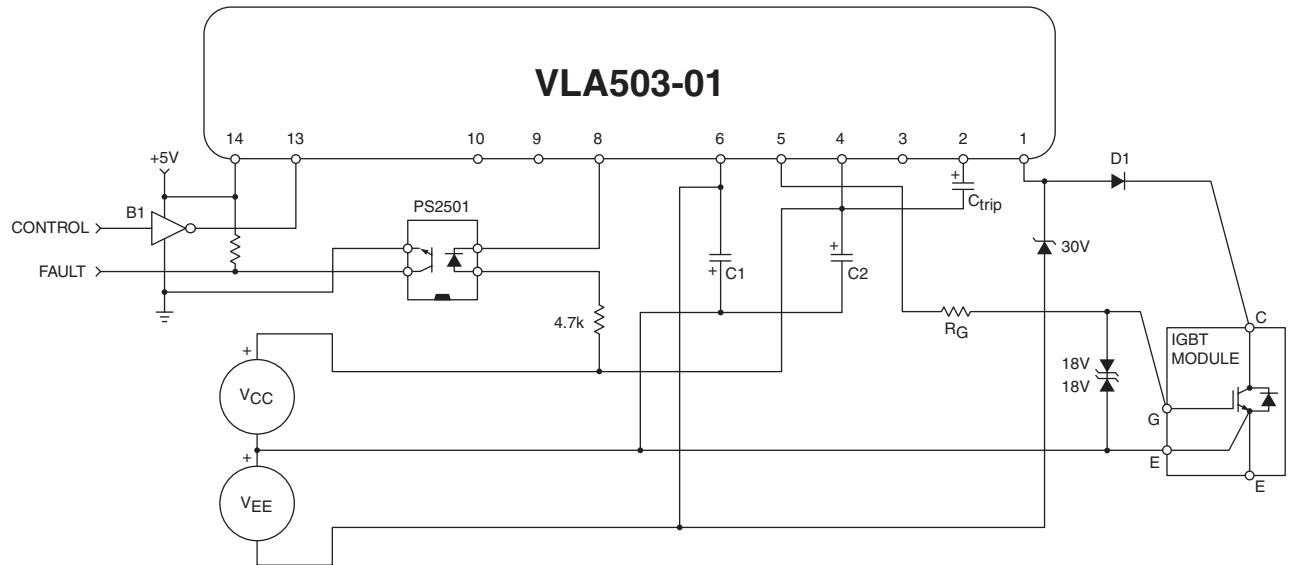 VLA503-01
14 13 10 9 8 6 5 4 3 2 1
+5V
D1
+
Ctrip
B1
PS2501
CONTROL
30V
+
+
C1
C2
FAULT
4.7k
RG
C
IGBT
MODULE
+
18V
18V
VCC
G
+
E
VEE
E